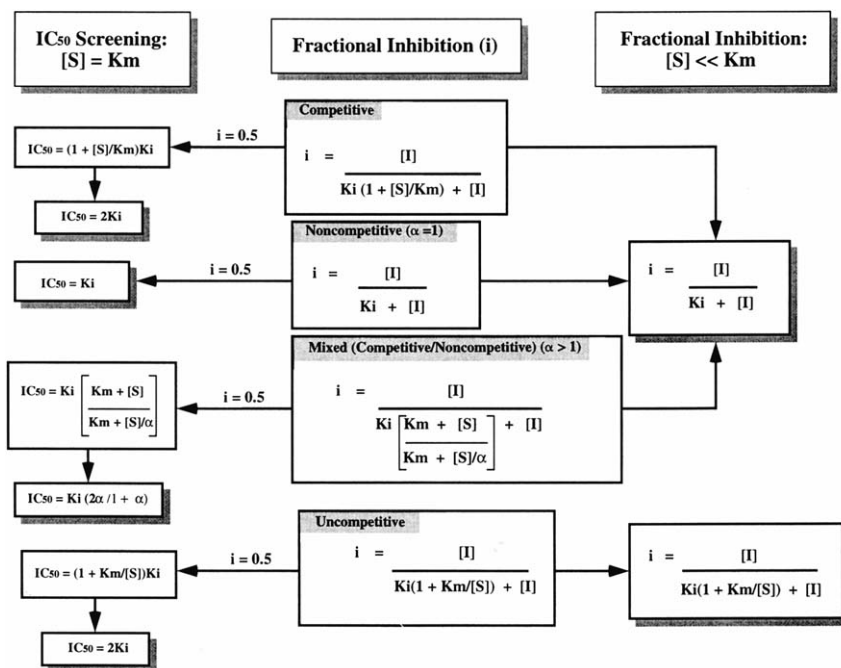 IC50 Screening:
[S] = Km
Fractional Inhibition (i)
Fractional Inhibition:
[S] << Km
Competitive
i = 0.5
IC50 = (1 + [S]/Km)Ki
i = [I]
Ki (1 + [S]/Km) + [I]
IC50 = 2Ki
Noncompetitive (α =1)
i = 0.5
IC50 = Ki
i = [I]
Ki + [I]
i = [I]
Ki + [I]
Mixed (Competitive/Noncompetitive) (α > 1)
i = 0.5
IC50 = Ki [Km + [S]
Km + [S]/α]
i = [I]
Ki [Km + [S] + [I]
Km + [S]/α]
IC50 = Ki (2α /1 + α)
Uncompetitive
i = 0.5
IC50 = (1 + Km/[S])Ki
i = [I]
Ki(1 + Km/[S]) + [I]
i = [I]
Ki(1 + Km/[S]) + [I]
IC50 = 2Ki